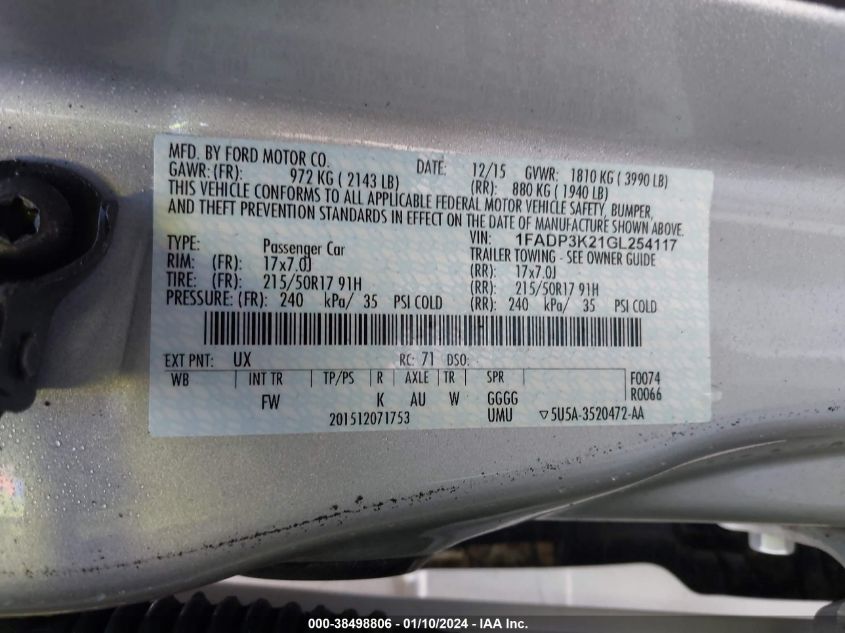 MFD. BY FORD MOTOR CO. DATE: 12/15 GVWR: 1810 KG ( 3990 LB)
GAWR: (FR): 972 KG ( 2143 LB) (RR): 880 KG ( 1940 LB)
THIS VEHICLE CONFORMS TO ALL APPLICABLE FEDERAL MOTOR VEHICLE SAFETY, BUMPER,
AND THEFT PREVENTION STANDARDS IN EFFECT ON THE DATE OF MANUFACTURE SHOWN ABOVE.
VIN: 1FADP3K21GL254117
TYPE: Passenger Car TRAILER TOWING - SEE OWNER GUIDE
RIM: (FR): 17x7.0J (RR): 17x7.0J
TIRE: (FR): 215/50R17 91H (RR): 215/50R17 91H
PRESSURE: (FR): 240 kPa/ 35 PSI COLD (RR): 240 kPa/ 35 PSI COLD
EXT PNT: UX RC: 71 DSO:
WB INT TR TP/PS R AXLE TR SPR F0074
FW K AU W GGGG R0066
201512071753 UMU ▽5U5A-3520472-AA
000-38498806 - 01/10/2024 - IAA Inc.